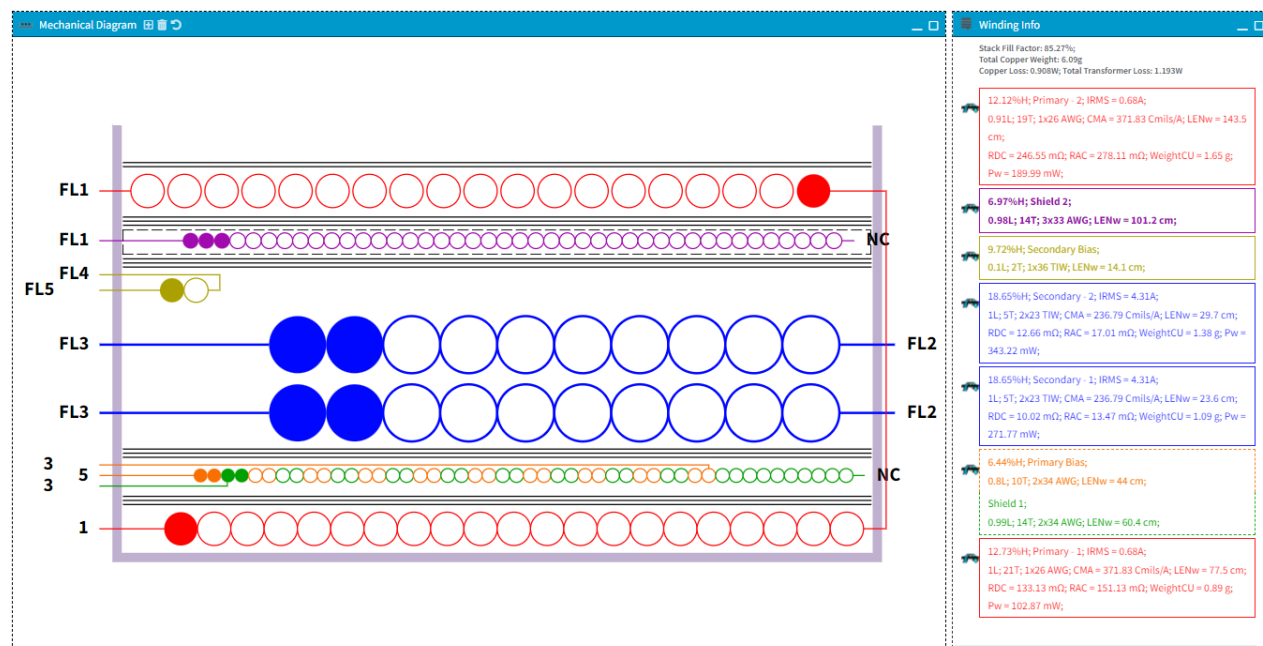 Mechanical Diagram
FL1
FL1
NC
FL4
FL5
FL3
FL2
FL3
FL2
3
5
NC
3
1
Winding Info
Stack Fill Factor: 85.27%;
Total Copper Weight: 6.09g
Copper Loss: 0.908W; Total Transformer Loss: 1.193W
12.12%H; Primary - 2; IRMS = 0.68A;
0.91L; 19T; 1x26 AWG; CMA = 371.83 Cmils/A; LENw = 143.5
cm;
RDC = 246.55 mΩ; RAC = 278.11 mΩ; WeightCU = 1.65 g;
Pw = 189.99 mW;
6.97%H; Shield 2;
0.98L; 14T; 3x33 AWG; LENw = 101.2 cm;
9.72%H; Secondary Bias;
0.1L; 2T; 1x36 TIW; LENw = 14.1 cm;
18.65%H; Secondary - 2; IRMS = 4.31A;
1L; 5T; 2x23 TIW; CMA = 236.79 Cmils/A; LENw = 29.7 cm;
RDC = 12.66 mΩ; RAC = 17.01 mΩ; WeightCU = 1.38 g; Pw =
343.22 mW;
18.65%H; Secondary - 1; IRMS = 4.31A;
1L; 5T; 2x23 TIW; CMA = 236.79 Cmils/A; LENw = 23.6 cm;
RDC = 10.02 mΩ; RAC = 13.47 mΩ; WeightCU = 1.09 g; Pw =
271.77 mW;
6.44%H; Primary Bias;
0.8L; 10T; 2x34 AWG; LENw = 44 cm;
Shield 1;
0.99L; 14T; 2x34 AWG; LENw = 60.4 cm;
12.73%H; Primary - 1; IRMS = 0.68A;
1L; 21T; 1x26 AWG; CMA = 371.83 Cmils/A; LENw = 77.5 cm;
RDC = 133.13 mΩ; RAC = 151.13 mΩ; WeightCU = 0.89 g;
Pw = 102.87 mW;